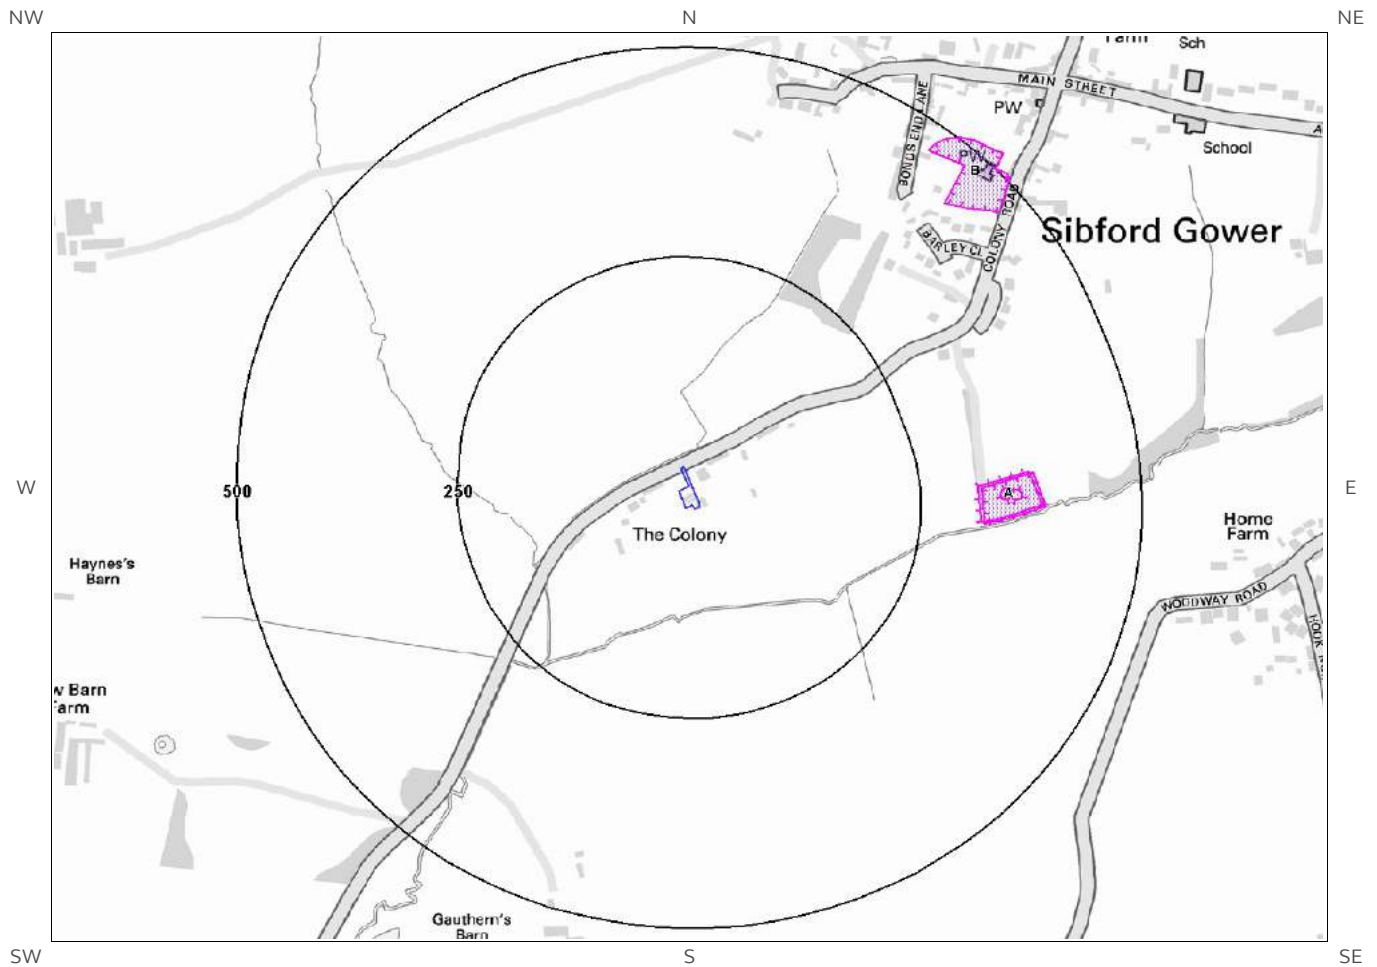 NW
N
NE
Sch
MAIN STREET
PW
BONDS END LANE
School
PW
B
COLONY ROAD
Sibford Gower
BARLEY CL
500
250
A
The Colony
Home
Farm
Haynes's
Barn
WOODWAY ROAD
w Barn
Farm
Gauthern's
Barn
W
E
SW
S
SE